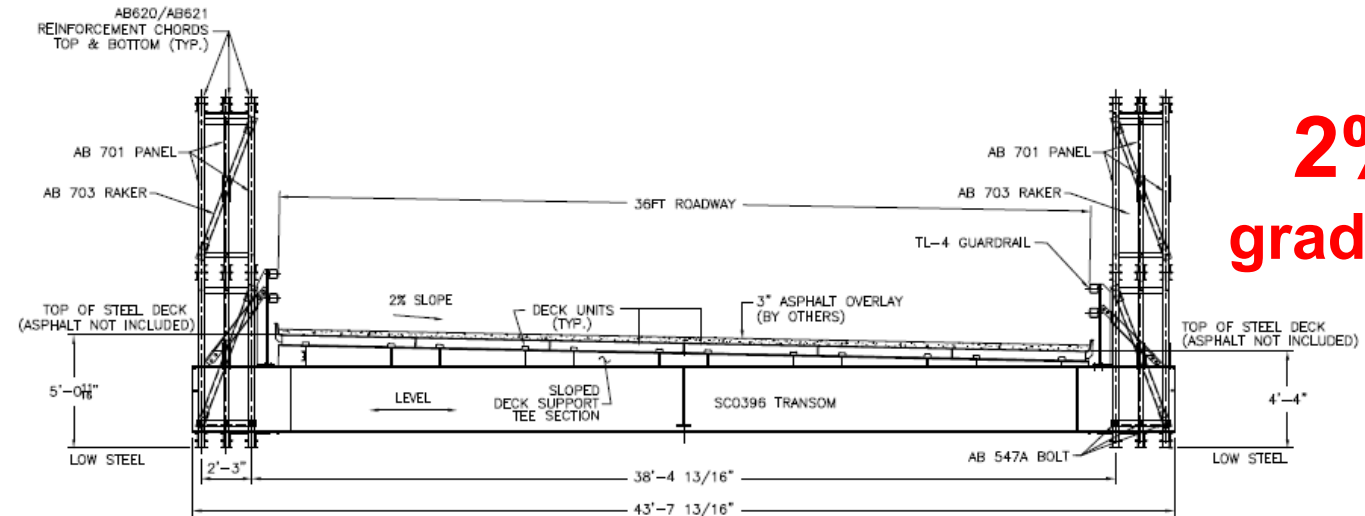 AB620/AB621
REINFORCEMENT CHORDS
TOP & BOTTOM (TYP.)
AB 701 PANEL
AB 703 RAKER
AB 701 PANEL
AB 703 RAKER
2%
grad
36FT ROADWAY
TL-4 GUARDRAIL
TOP OF STEEL DECK
(ASPHALT NOT INCLUDED)
2% SLOPE
DECK UNITS
(TYP.)
3" ASPHALT OVERLAY
(BY OTHERS)
TOP OF STEEL DECK
(ASPHALT NOT INCLUDED)
5'-0 11/16"
LEVEL
SLOPED
DECK SUPPORT
TEE SECTION
SC0396 TRANSOM
4'-4"
LOW STEEL
2'-3"
AB 547A BOLT
LOW STEEL
38'-4 13/16"
43'-7 13/16"